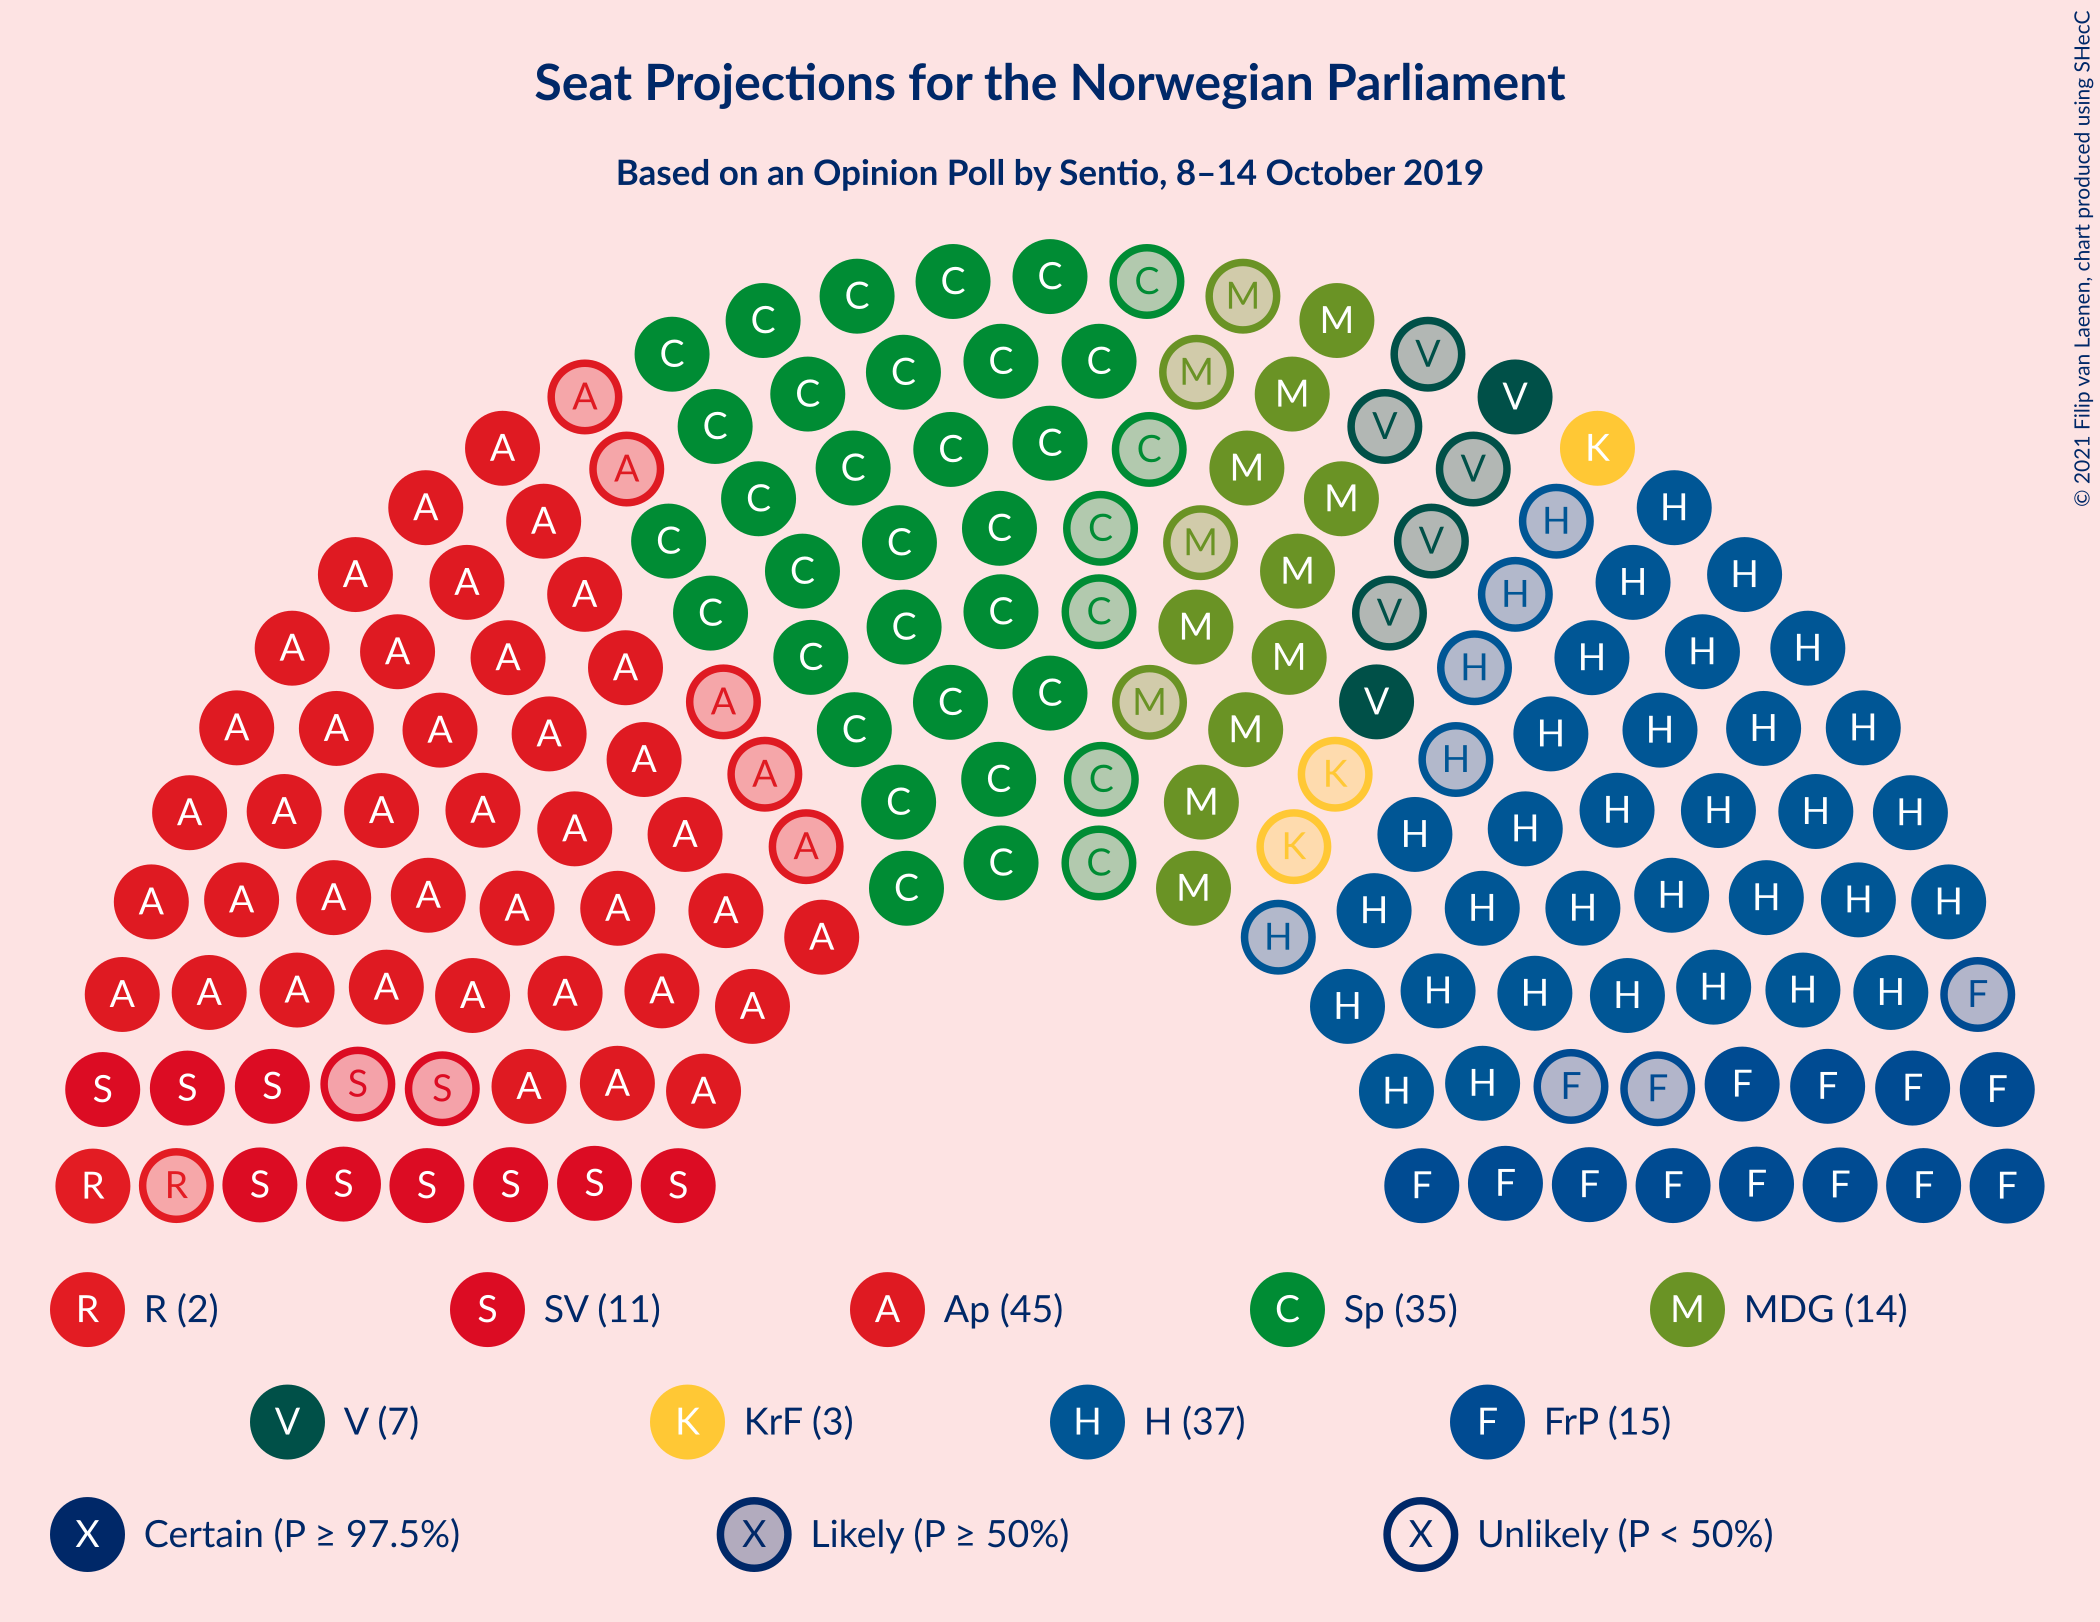 Seat Projections for the Norwegian Parliament
Based on an Opinion Poll by Sentio, 8–14 October 2019
© 2021 Filip van Laenen, chart produced using SHecC
C C C C C M M
C C V
C C C C M
A C C M V V
A A C C C K
A C C C M V
A A C C M H
A A C C C M V H
A A C C C M H H
A A C C C M V H H
A A A C M H H H
A A A A C C M V H H H H
A A A A C M H H H H
A A A C C M K H H H
A A A A C M H H H H
A A A A K H H
A A A A C C C M H H H H
A A A A A H H H H H
A A A A A H H H H F
A A A A H H H H
S S S S S A A A H H F F F F F F
R R S S S S S S F F F F F F F F
R R (2) S SV (11) A Ap (45) C Sp (35) M MDG (14)
V V (7) K KrF (3) H H (37) F FrP (15)
X Certain (P ≥ 97.5%) X Likely (P ≥ 50%) X Unlikely (P < 50%)